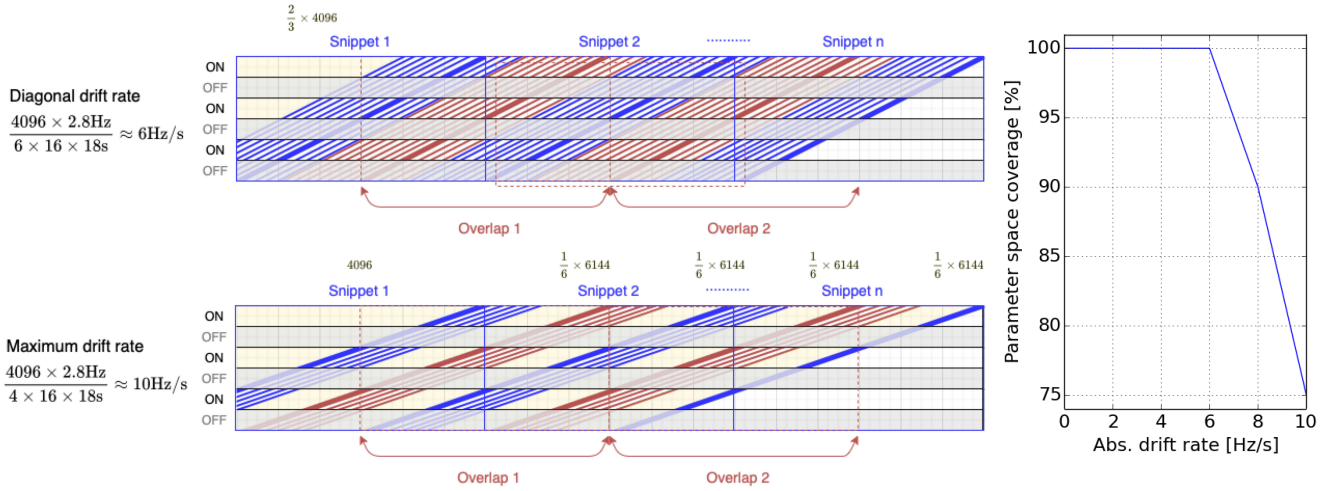 2/3 × 4096
Snippet 1 Snippet 2 Snippet n
ON
OFF
ON
OFF
ON
OFF
Diagonal drift rate
4096 × 2.8Hz / 6 × 16 × 18s ≈ 6Hz/s
Overlap 1 Overlap 2
4096 1/6 × 6144 1/6 × 6144 1/6 × 6144 1/6 × 6144
Snippet 1 Snippet 2 Snippet n
ON
OFF
ON
OFF
ON
OFF
Maximum drift rate
4096 × 2.8Hz / 4 × 16 × 18s ≈ 10Hz/s
Overlap 1 Overlap 2
Parameter space coverage [%]
100
95
90
85
80
75
0 2 4 6 8 10
Abs. drift rate [Hz/s]